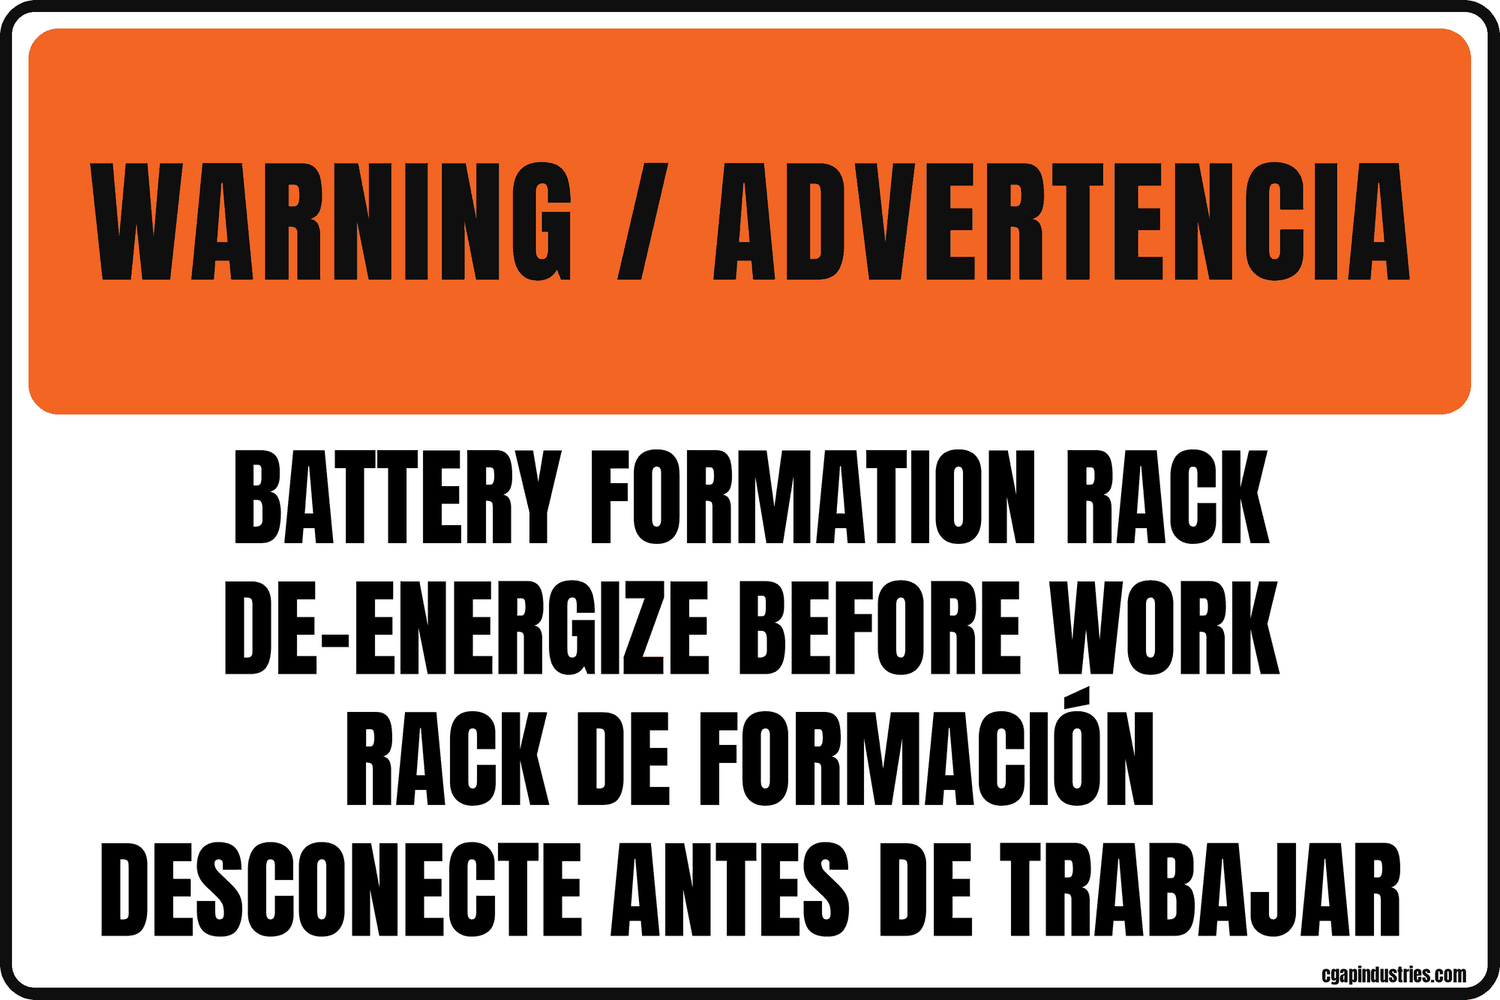 WARNING / ADVERTENCIA
BATTERY FORMATION RACK
DE-ENERGIZE BEFORE WORK
RACK DE FORMACIÓN
DESCONECTE ANTES DE TRABAJAR
cgapindustries.com